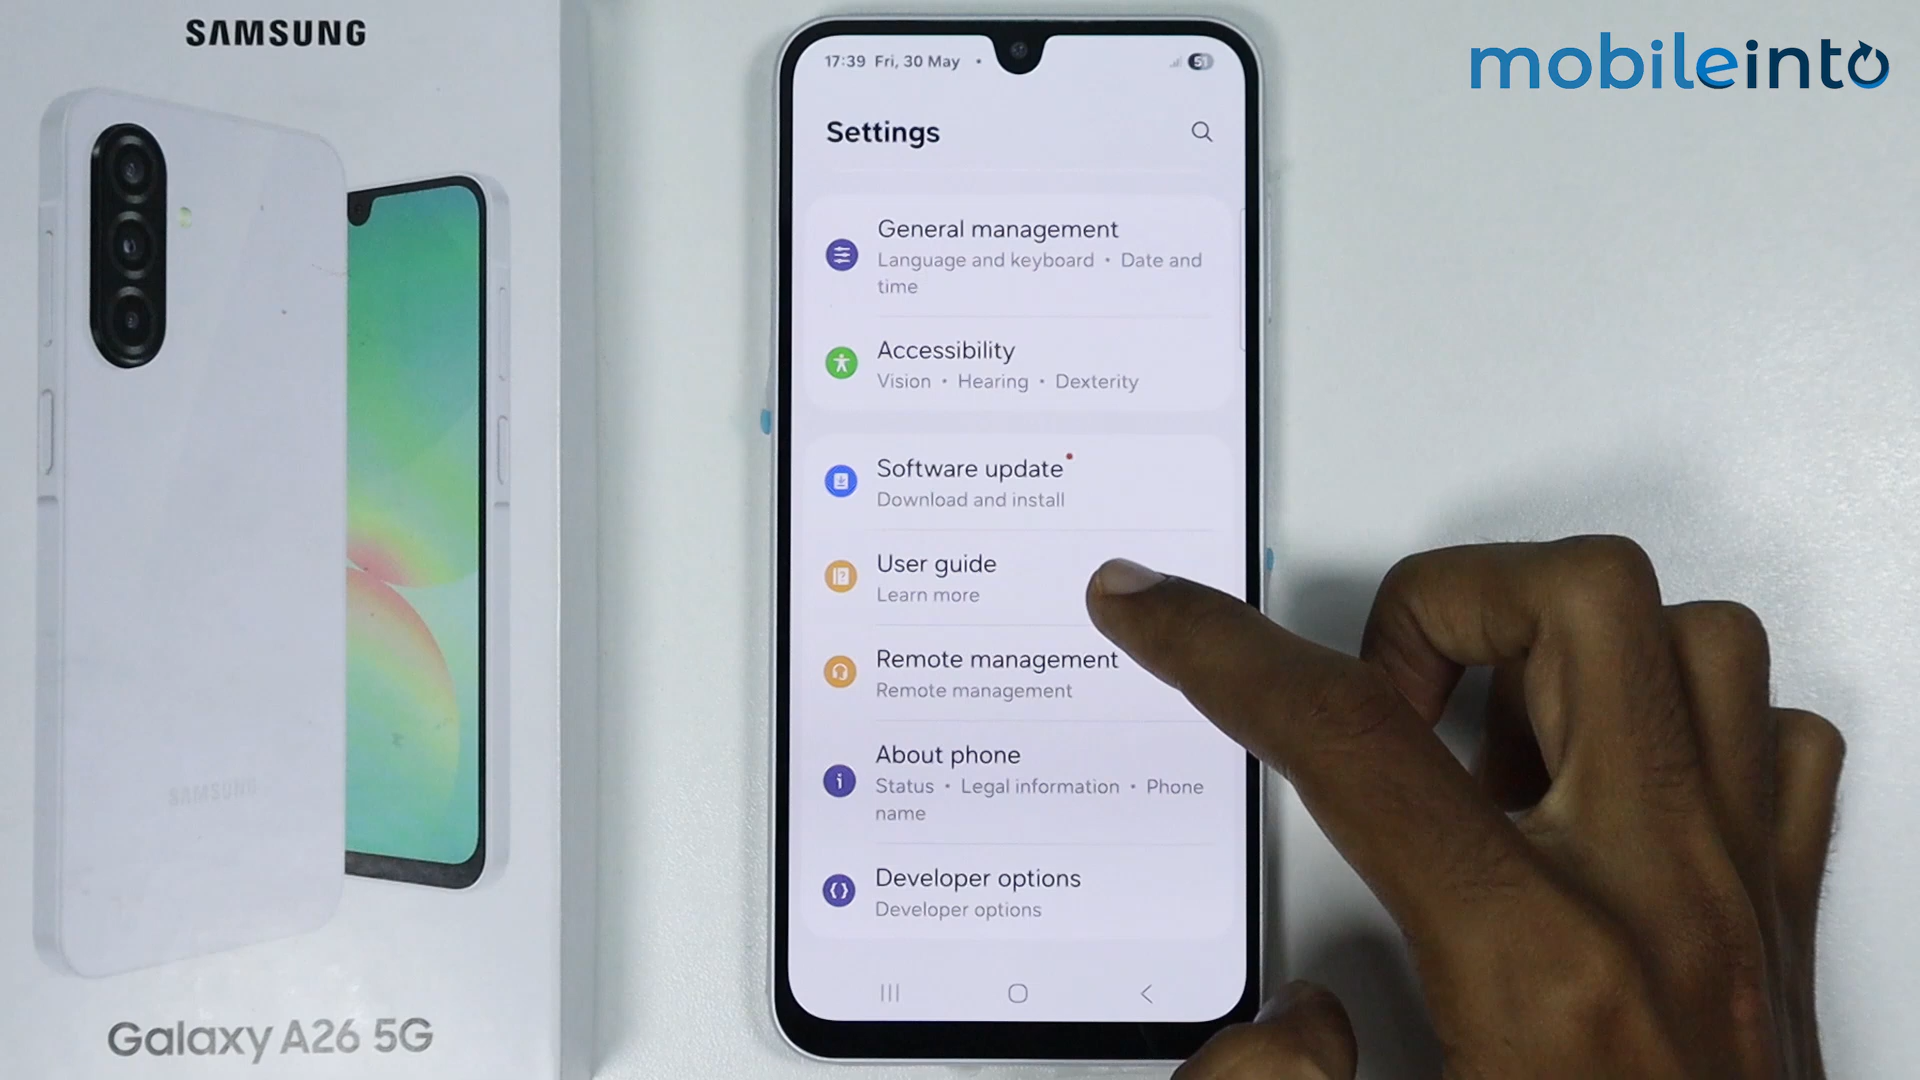 SAMSUNG
SAMSUNG
Galaxy A26 5G
17:39 Fri, 30 May •
51
Settings
General management
Language and keyboard • Date and
time
Accessibility
Vision • Hearing • Dexterity
Software update
Download and install
User guide
Learn more
Remote management
Remote management
About phone
Status • Legal information • Phone
name
Developer options
Developer options
mobileinto